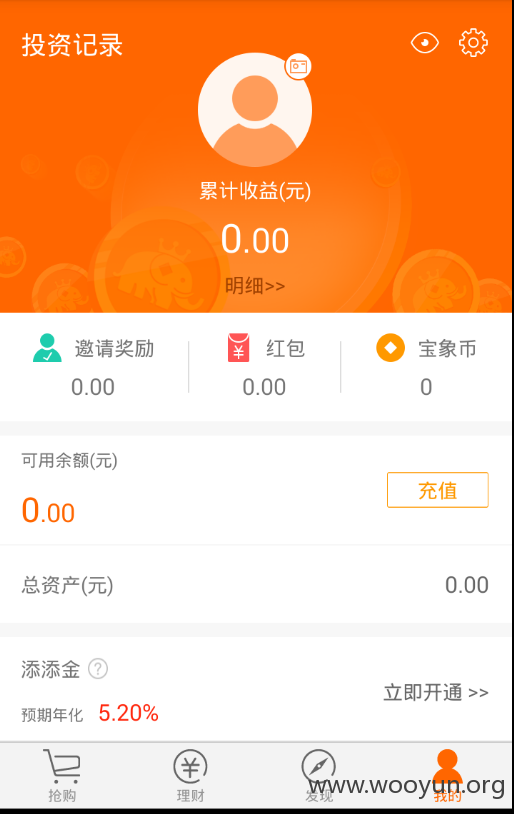 投资记录
累计收益(元)
0.00
明细>>
邀请奖励
0.00
红包
0.00
宝象币
0
可用余额(元)
0.00
充值
总资产(元)
0.00
添添金 ?
预期年化 5.20%
立即开通 >>
抢购
理财
发现
我的
www.wooyun.org